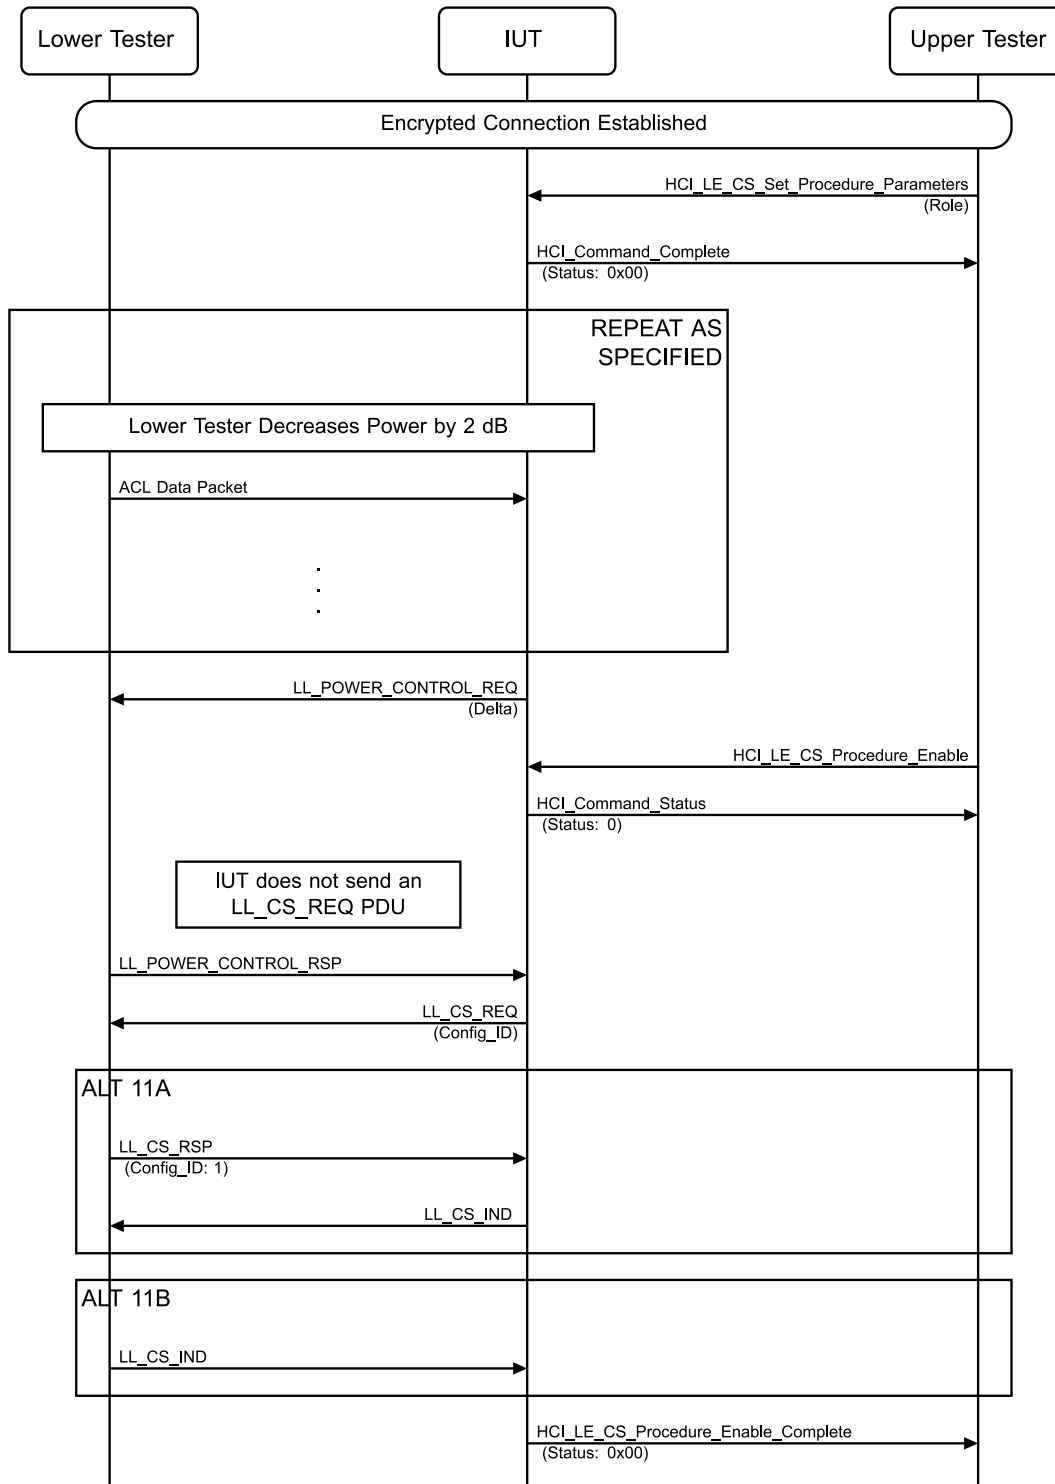 Lower Tester
IUT
Upper Tester
Encrypted Connection Established
HCI_LE_CS_Set_Procedure_Parameters
(Role)
HCI_Command_Complete
(Status: 0x00)
REPEAT AS
SPECIFIED
Lower Tester Decreases Power by 2 dB
ACL Data Packet
.
.
.
LL_POWER_CONTROL_REQ
(Delta)
HCI_LE_CS_Procedure_Enable
HCI_Command_Status
(Status: 0)
IUT does not send an
LL_CS_REQ PDU
LL_POWER_CONTROL_RSP
LL_CS_REQ
(Config_ID)
ALT 11A
LL_CS_RSP
(Config_ID: 1)
LL_CS_IND
ALT 11B
LL_CS_IND
HCI_LE_CS_Procedure_Enable_Complete
(Status: 0x00)